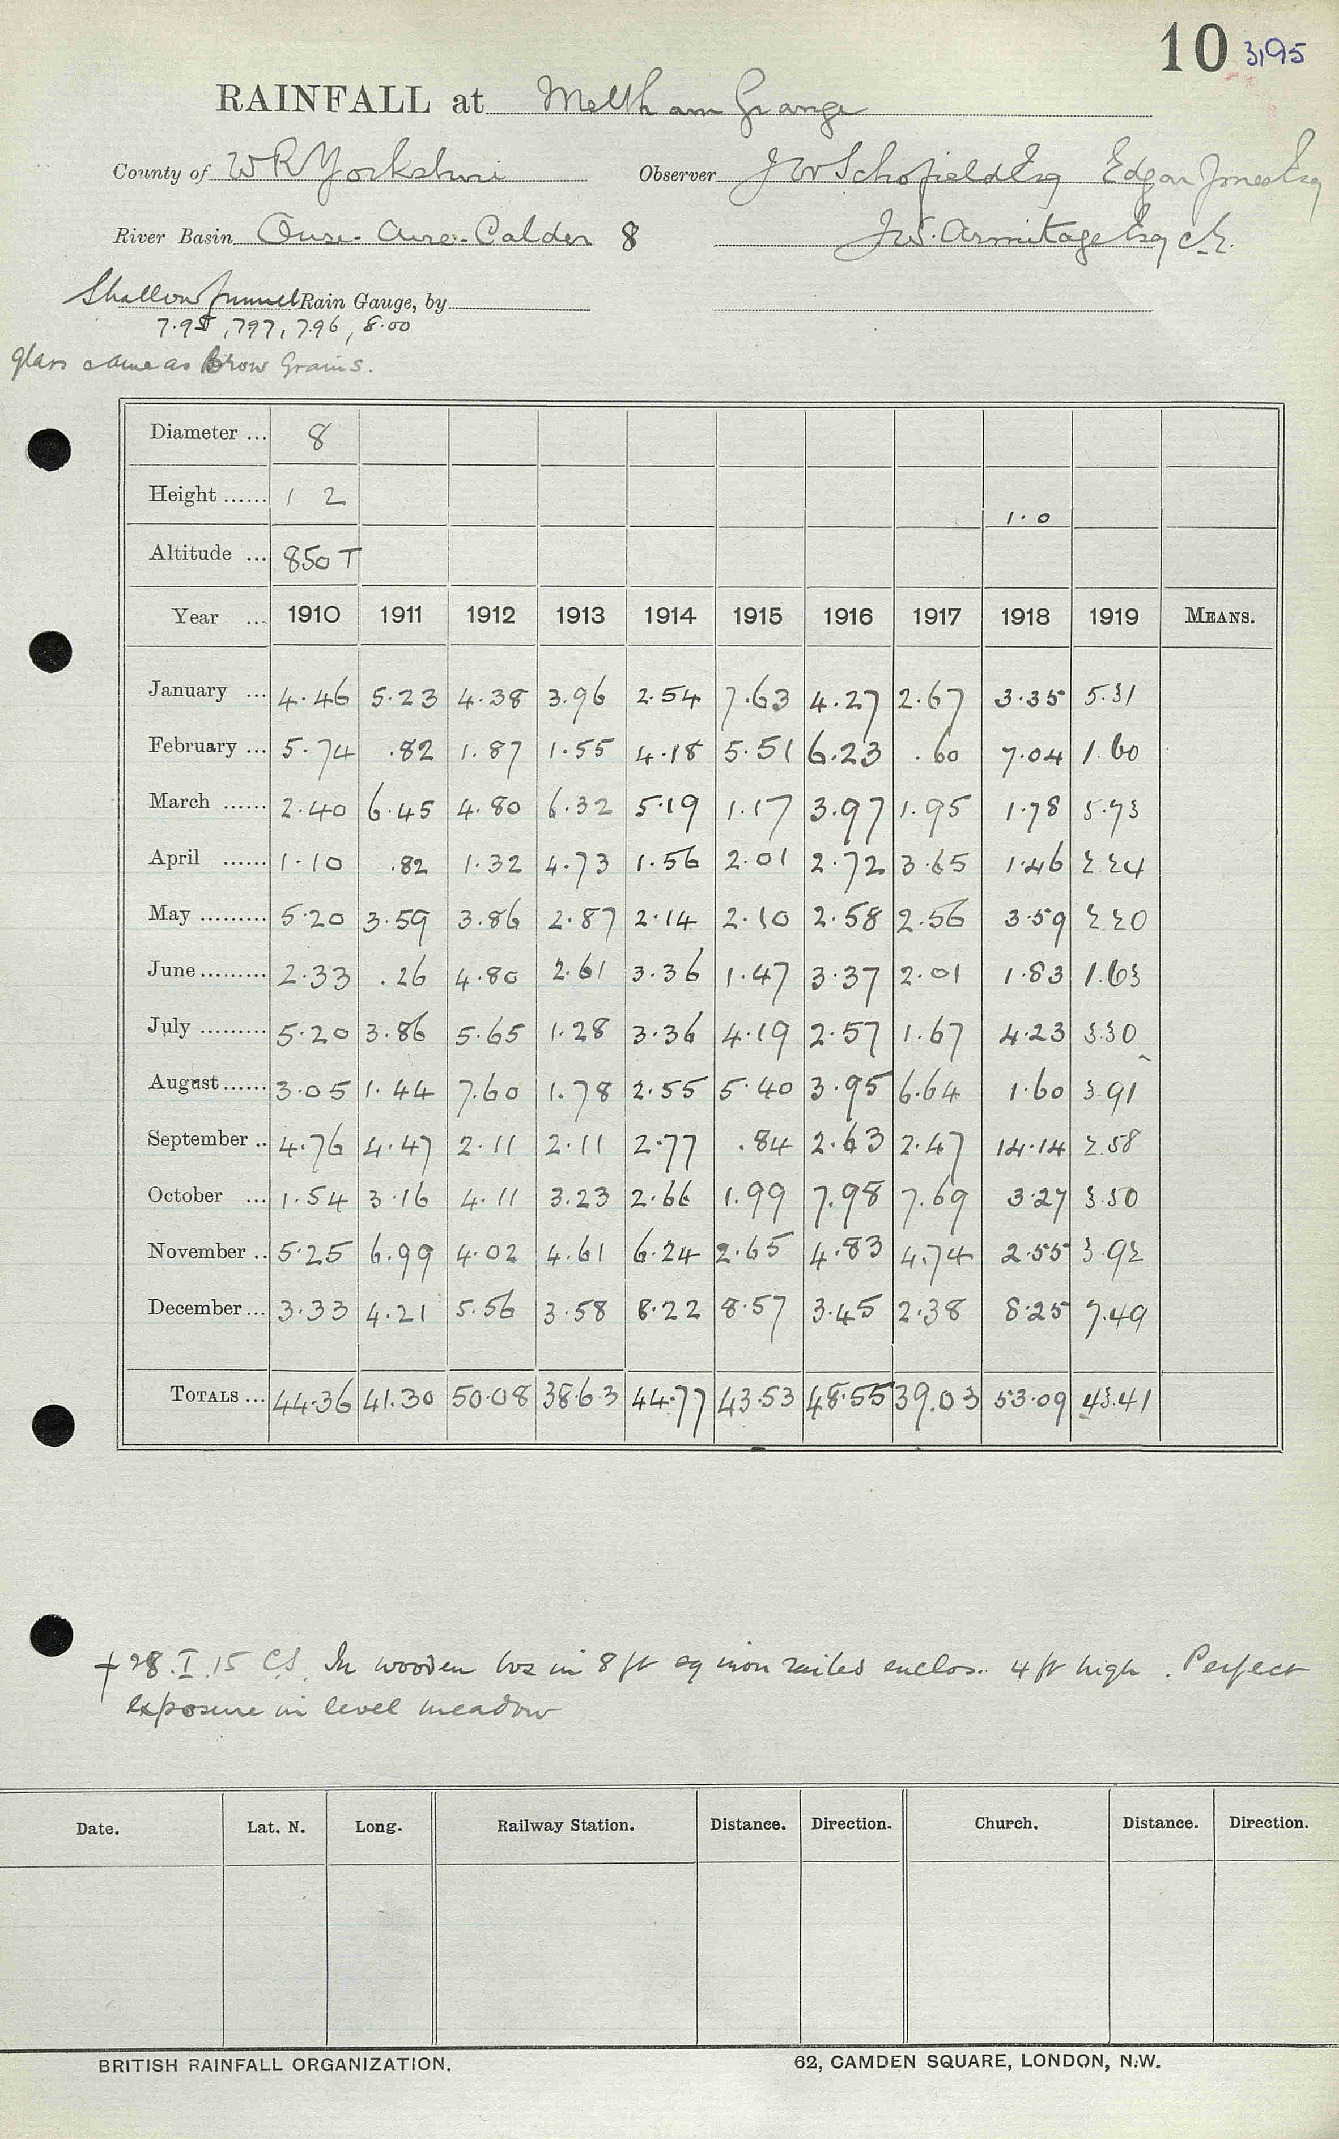 10 3195
RAINFALL at Meltham Grange
County of W R Yorkshire Observer J W Schofield Esq Edgar Jones Esq
River Basin Ouse. Aire. Calder 8 J W. Armitage Esq C.E.
Shallow funnel Rain Gauge, by
7.98, 7.97, 7.96, 8.00
glass same as Brow Grains.
Diameter ... 8
Height ...... 1 2 1.0
Altitude ... 850 T
Year ... 1910 1911 1912 1913 1914 1915 1916 1917 1918 1919 MEANS.
January ... 4.46 5.23 4.38 3.96 2.54 7.63 4.27 2.67 3.35 5.31
February ... 5.74 .82 1.87 1.55 4.18 5.51 6.23 .60 7.04 1.60
March ...... 2.40 6.45 4.80 6.32 5.19 1.17 3.97 1.95 1.78 5.73
April ...... 1.10 .82 1.32 4.73 1.56 2.01 2.72 3.65 1.46 2.24
May ......... 5.20 3.59 3.86 2.87 2.14 2.10 2.58 2.56 3.59 2.20
June ......... 2.33 .26 4.80 2.61 3.36 1.47 3.37 2.01 1.83 1.63
July ......... 5.20 3.86 5.65 1.28 3.36 4.19 2.57 1.67 4.23 3.30
August ...... 3.05 1.44 7.60 1.78 2.55 5.40 3.95 6.64 1.60 3.91
September .. 4.76 4.47 2.11 2.11 2.77 .84 2.63 2.47 14.14 2.58
October ... 1.54 3.16 4.11 3.23 2.66 1.99 7.98 7.69 3.27 3.50
November .. 5.25 6.99 4.02 4.61 6.24 2.65 4.83 4.74 2.55 3.92
December ... 3.33 4.21 5.56 3.58 8.22 8.57 3.45 2.38 8.25 7.49
TOTALS ... 44.36 41.30 50.08 38.63 44.77 43.53 48.55 39.03 53.09 43.41
+ 28.I.15 CS. In wooden box in 8 ft sq iron railed enclos. 4 ft high. Perfect
exposure in level meadow
Date. Lat. N. Long. Railway Station. Distance. Direction. Church. Distance. Direction.
BRITISH RAINFALL ORGANIZATION. 62, CAMDEN SQUARE, LONDON, N.W.